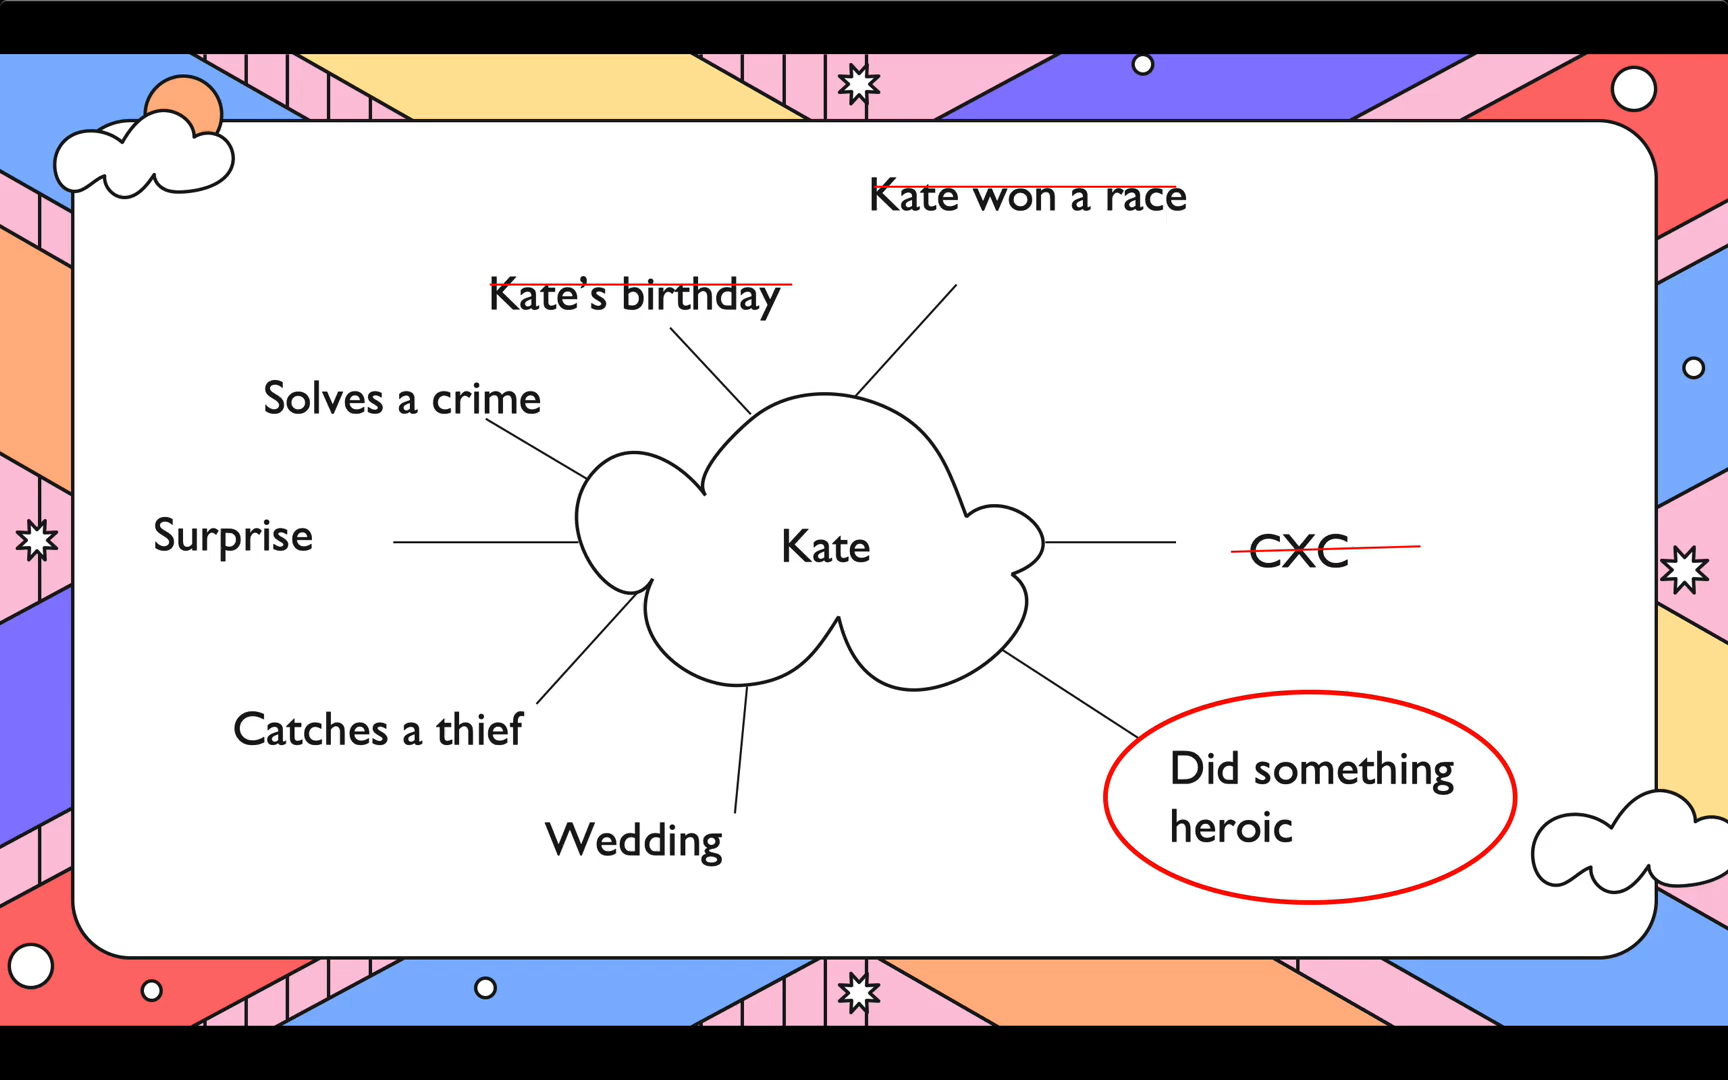 Kate won a race
Kate’s birthday
Solves a crime
Surprise
Kate
CXC
Catches a thief
Did something
heroic
Wedding